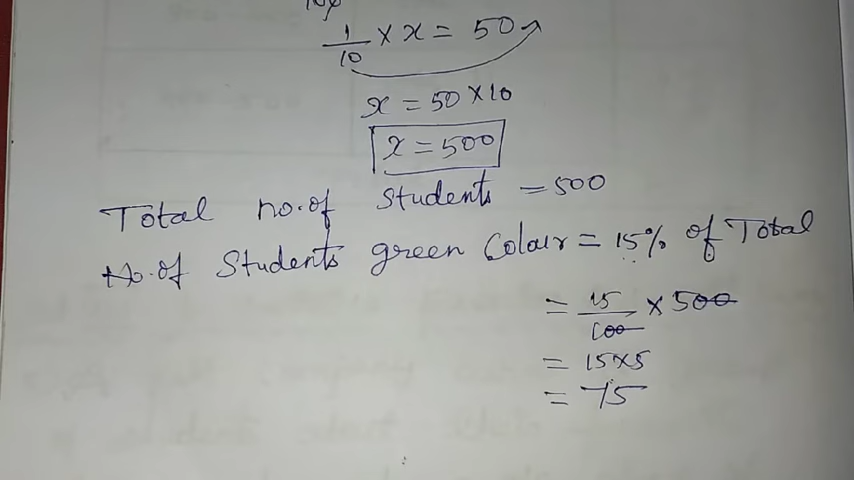 1/10 × x = 50
x = 50 × 10
x = 500
Total no.of Students = 500
No.of Students green Colour = 15% of Total
= 15/100 × 500
= 15×5
= 75